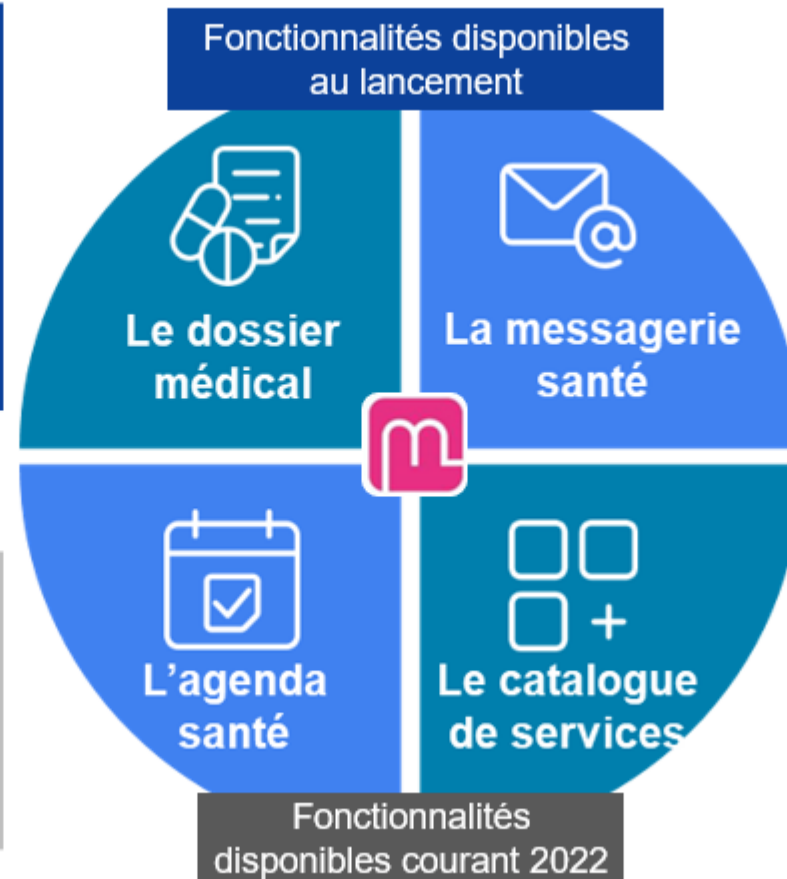 Fonctionnalités disponibles
au lancement
Le dossier
médical
La messagerie
santé
L'agenda
santé
Le catalogue
de services
Fonctionnalités
disponibles courant 2022